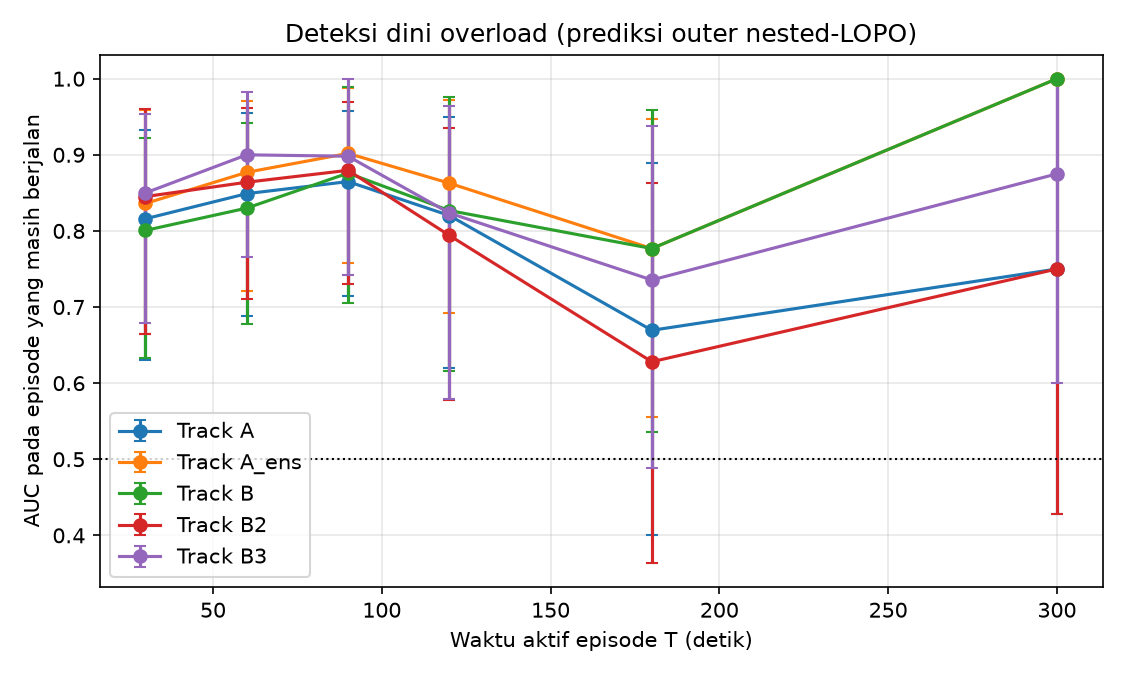 Deteksi dini overload (prediksi outer nested-LOPO)
AUC pada episode yang masih berjalan
1.0
0.9
0.8
0.7
0.6
0.5
0.4
Track A
Track A_ens
Track B
Track B2
Track B3
50
100
150
200
250
300
Waktu aktif episode T (detik)